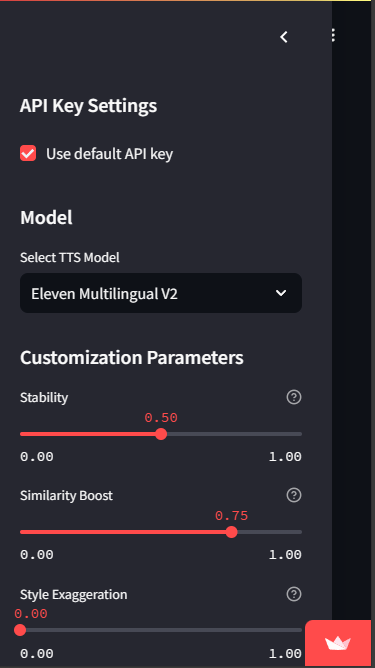 API Key Settings
Use default API key
Model
Select TTS Model
Eleven Multilingual V2
Customization Parameters
Stability
0.50
0.00 1.00
Similarity Boost
0.75
0.00 1.00
Style Exaggeration
0.00
0.00 1.00